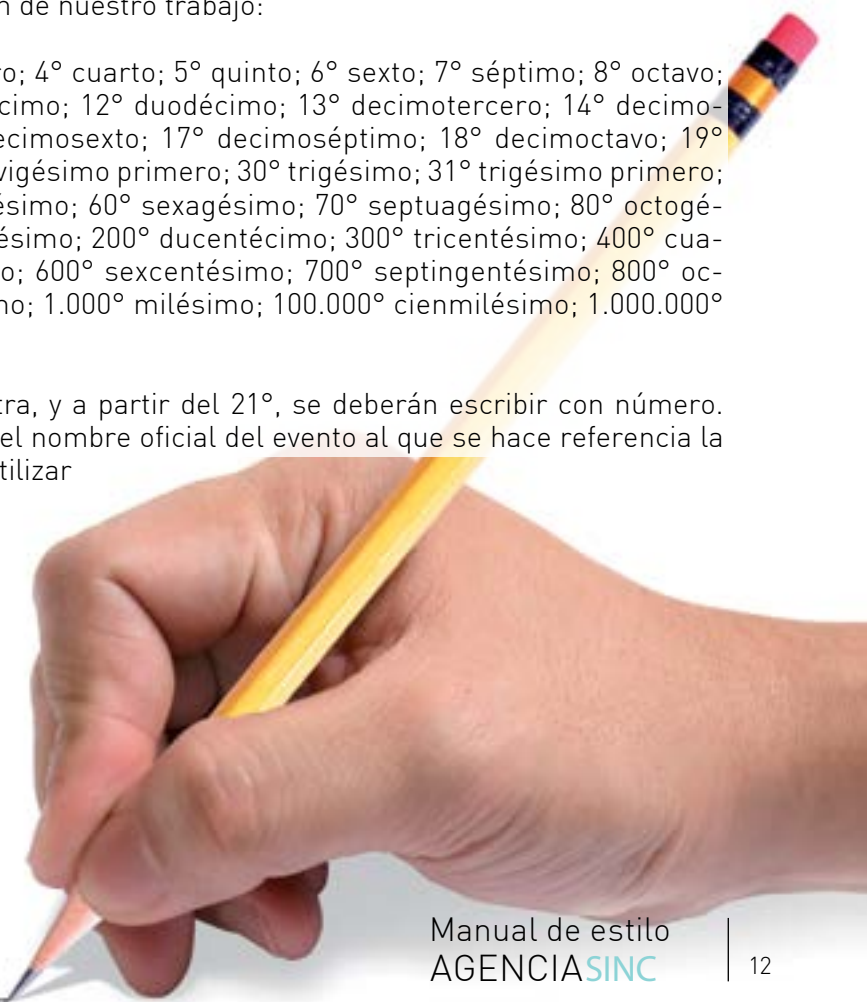 n de nuestro trabajo:
ro; 4° cuarto; 5° quinto; 6° sexto; 7° séptimo; 8° octavo;
cimo; 12° duodécimo; 13° decimotercero; 14° decimo-
ecimosexto; 17° decimoséptimo; 18° decimoctavo; 19°
vigésimo primero; 30° trigésimo; 31° trigésimo primero;
ésimo; 60° sexagésimo; 70° septuagésimo; 80° octogé-
ésimo; 200° ducentécimo; 300° tricentésimo; 400° cua-
o; 600° sexcentésimo; 700° septingentésimo; 800° oc-
no; 1.000° milésimo; 100.000° cienmilésimo; 1.000.000°
tra, y a partir del 21°, se deberán escribir con número.
el nombre oficial del evento al que se hace referencia la
tilizar
Manual de estilo
AGENCIASINC
12